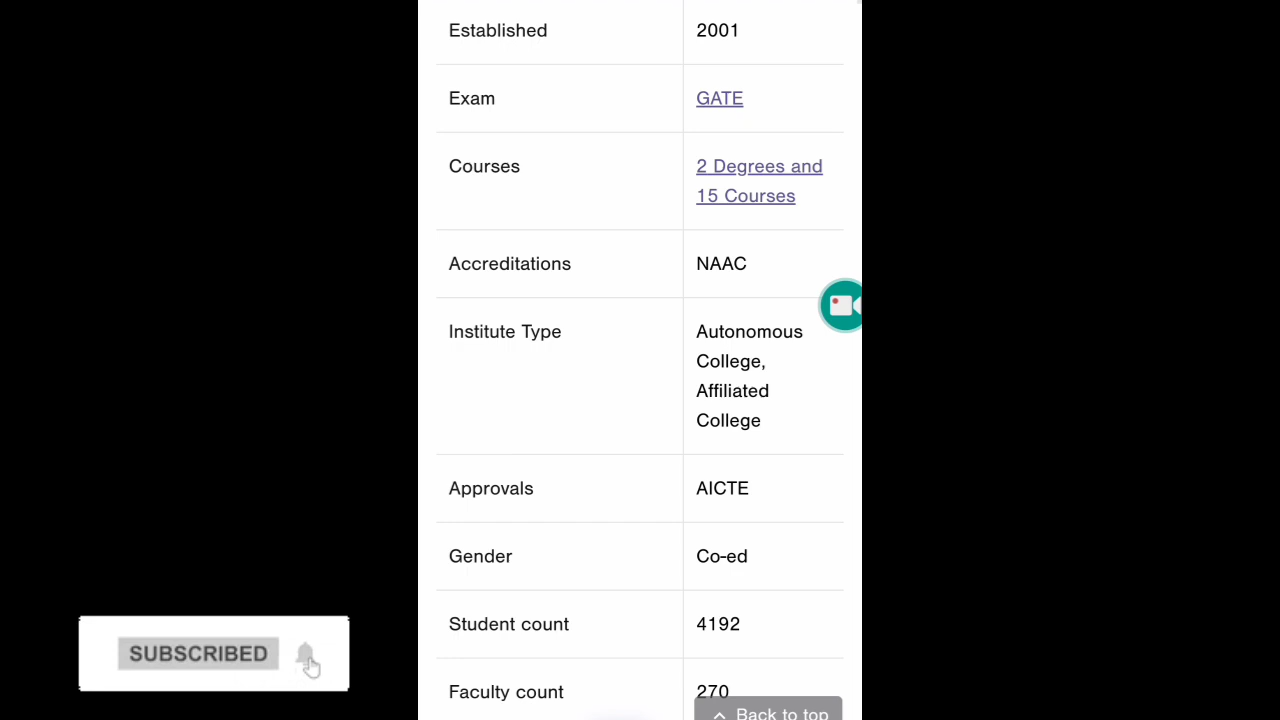 Established 2001
Exam GATE
Courses 2 Degrees and
15 Courses
Accreditations NAAC
Institute Type Autonomous
College,
Affiliated
College
Approvals AICTE
Gender Co-ed
Student count 4192
Faculty count 270
Back to top
SUBSCRIBED